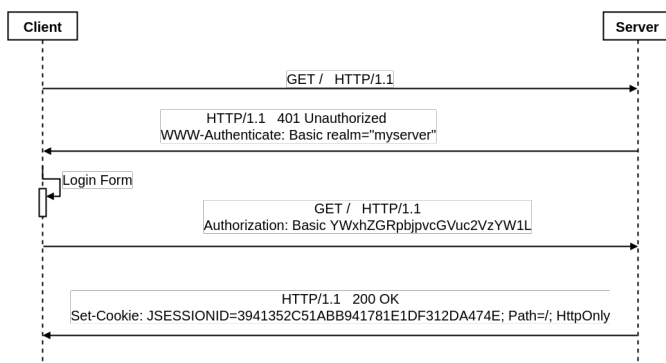 Client
Server
GET / HTTP/1.1
HTTP/1.1 401 Unauthorized
WWW-Authenticate: Basic realm="myserver"
Login Form
GET / HTTP/1.1
Authorization: Basic YWxhZGRpbjpvcGVuc2VzYW1L
HTTP/1.1 200 OK
Set-Cookie: JSESSIONID=3941352C51ABB941781E1DF312DA474E; Path=/; HttpOnly